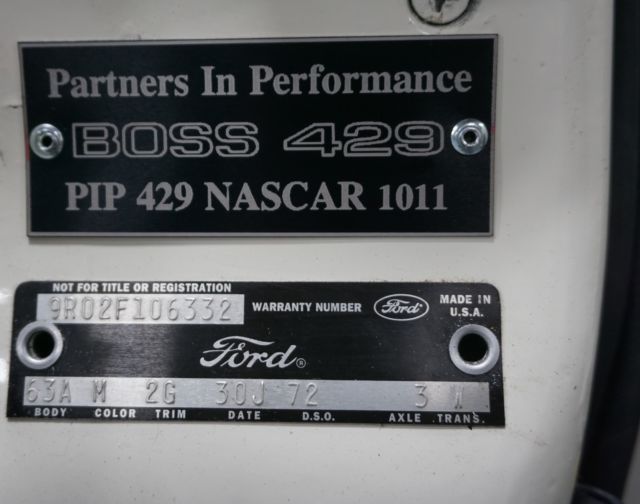 Partners In Performance
BOSS 429
PIP 429 NASCAR 1011
NOT FOR TITLE OR REGISTRATION
9R02F106332 WARRANTY NUMBER Ford MADE IN
U.S.A.
Ford®
63A M 2G 30J 72 3 W
BODY COLOR TRIM DATE D.S.O. AXLE TRANS.